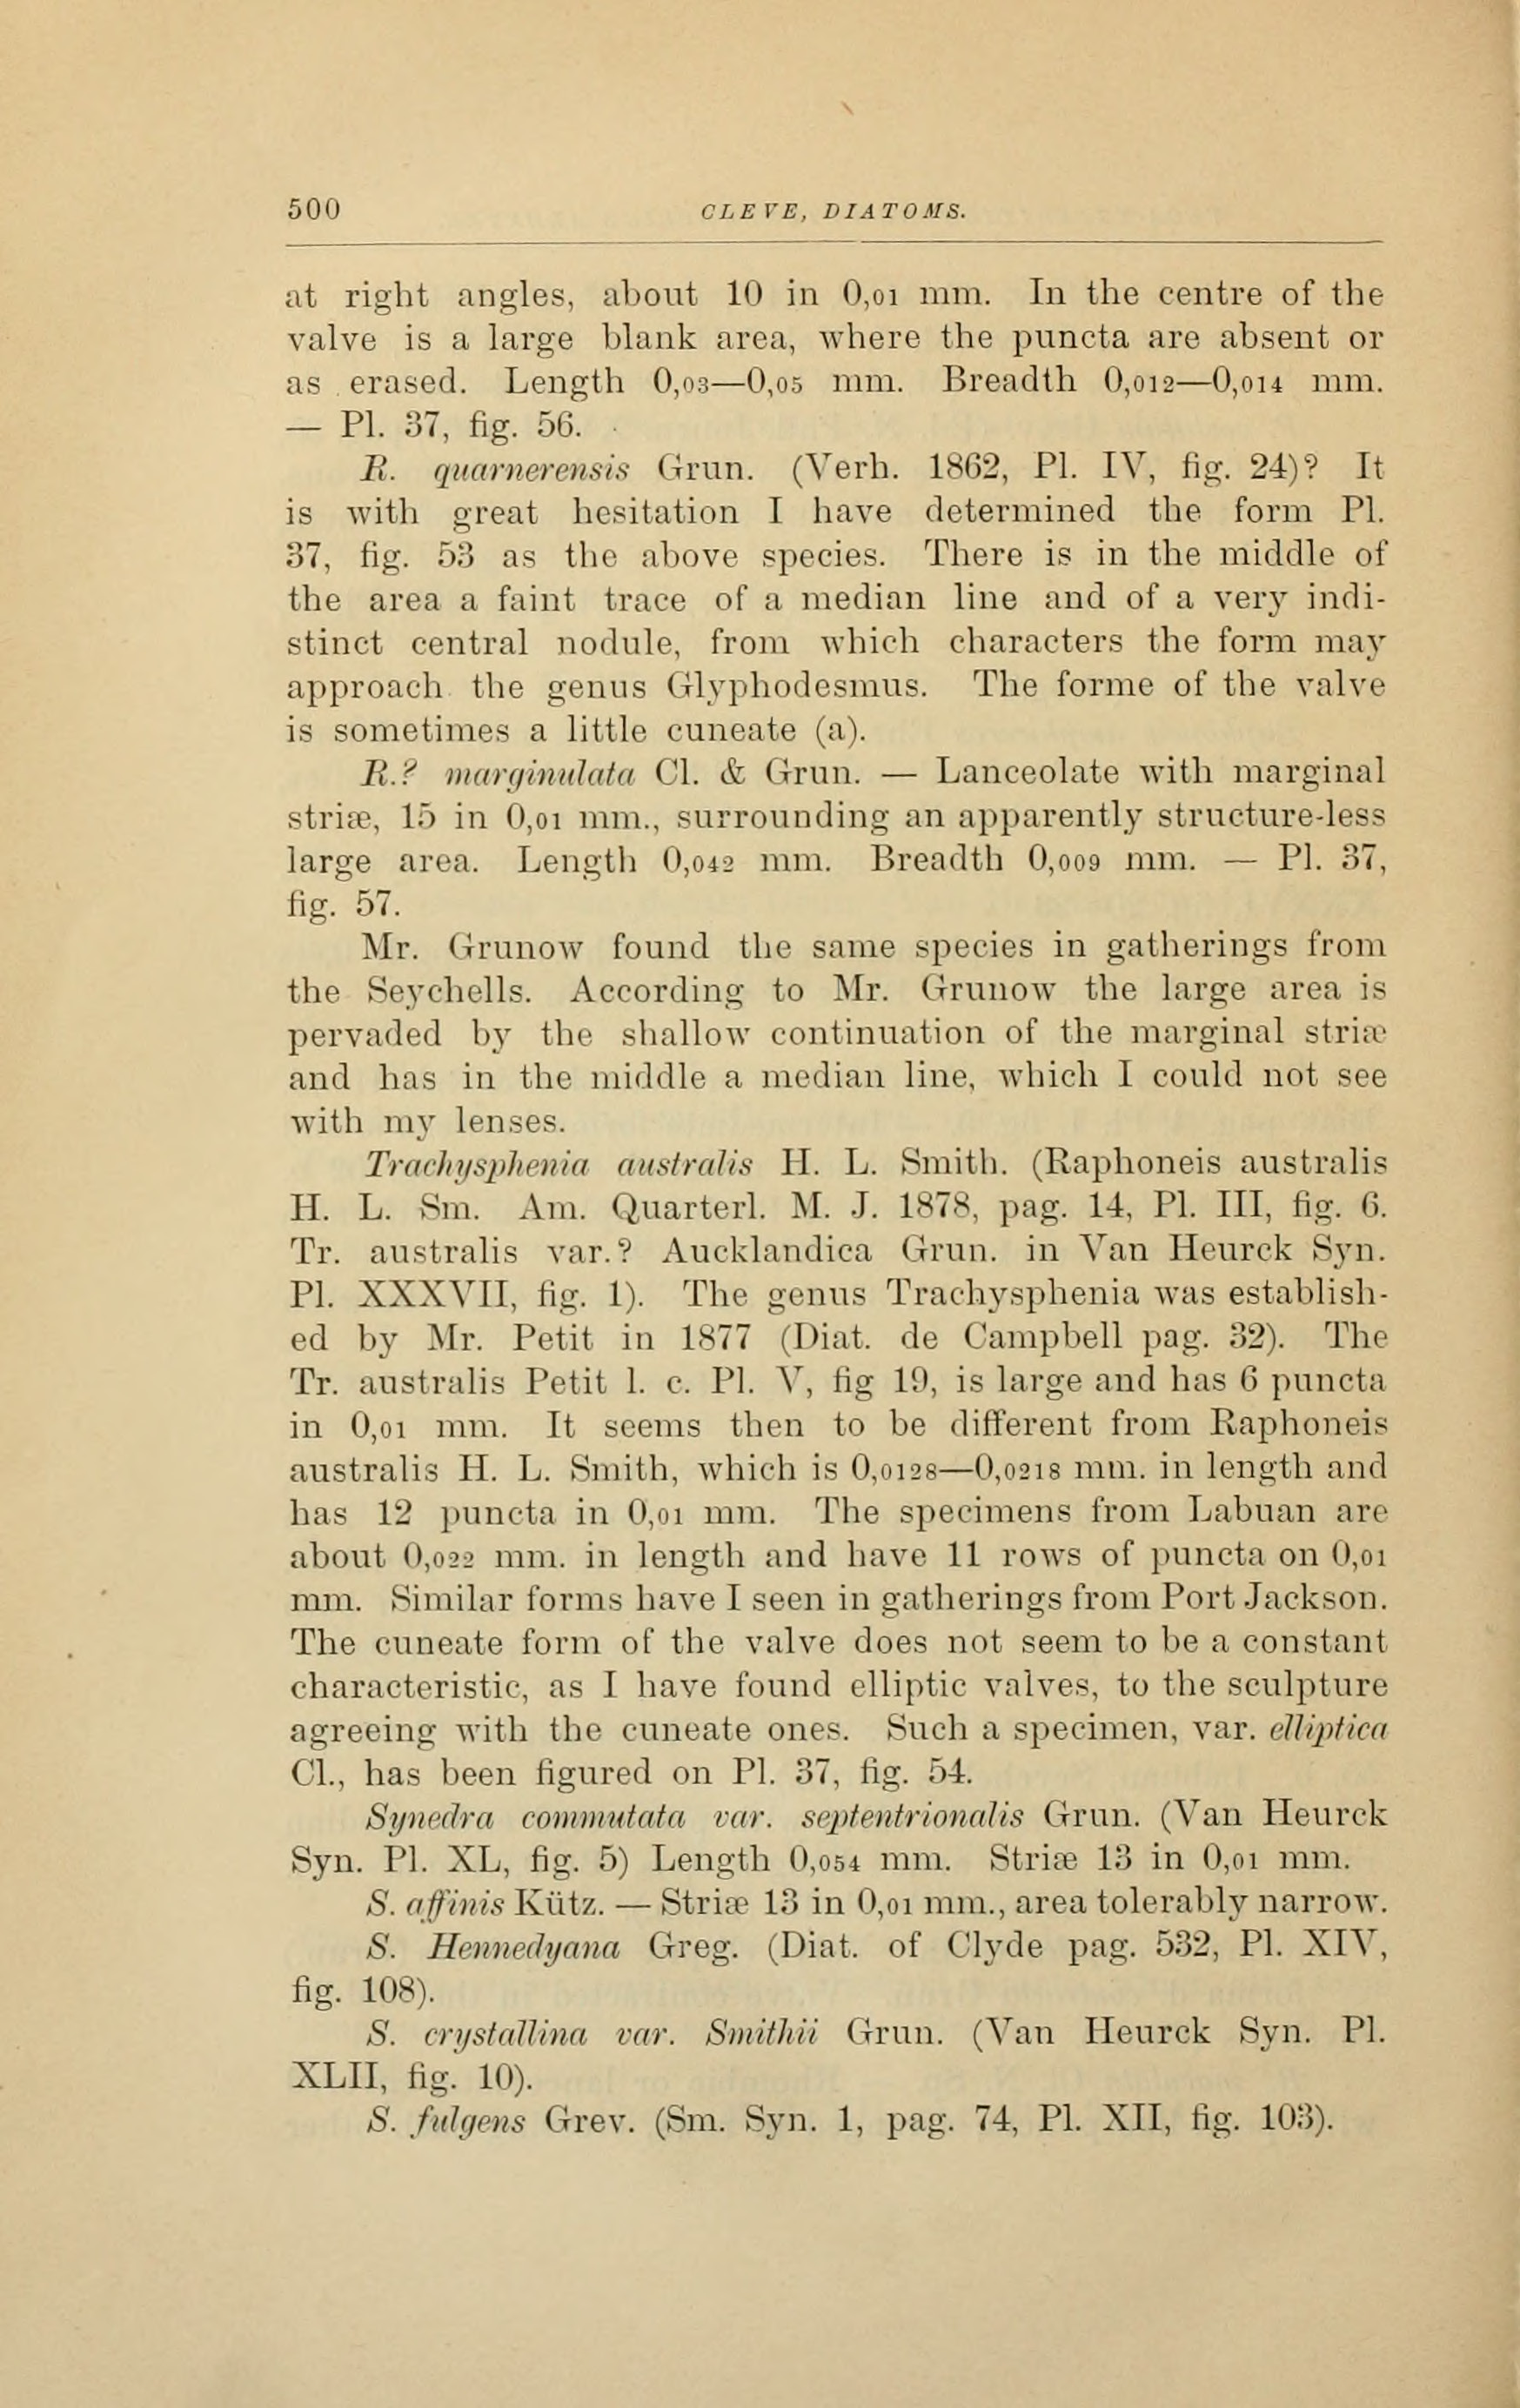 500
CLEVE, DIATOMS.
at right angles, about 10 in 0,01 mm. In the centre of the
valve is a large blank area, where the puncta are absent or
as erased. Length 0,03—0,05 mm. Breadth 0,012—0,014 mm.
— Pl. 37, fig. 56.
R. quarnerensis Grun. (Verh. 1862, Pl. IV, fig. 24)? It
is with great hesitation I have determined the form Pl.
37, fig. 53 as the above species. There is in the middle of
the area a faint trace of a median line and of a very indi-
stinct central nodule, from which characters the form may
approach the genus Glyphodesmus. The forme of the valve
is sometimes a little cuneate (a).
R.? marginulata Cl. & Grun. — Lanceolate with marginal
striæ, 15 in 0,01 mm., surrounding an apparently structure-less
large area. Length 0,042 mm. Breadth 0,009 mm. — Pl. 37,
fig. 57.
Mr. Grunow found the same species in gatherings from
the Seychells. According to Mr. Grunow the large area is
pervaded by the shallow continuation of the marginal striæ
and has in the middle a median line, which I could not see
with my lenses.
Trachysphenia australis H. L. Smith. (Raphoneis australis
H. L. Sm. Am. Quarterl. M. J. 1878, pag. 14, Pl. III, fig. 6.
Tr. australis var.? Aucklandica Grun. in Van Heurck Syn.
Pl. XXXVII, fig. 1). The genus Trachysphenia was establish-
ed by Mr. Petit in 1877 (Diat. de Campbell pag. 32). The
Tr. australis Petit l. c. Pl. V, fig 19, is large and has 6 puncta
in 0,01 mm. It seems then to be different from Raphoneis
australis H. L. Smith, which is 0,0128—0,0218 mm. in length and
has 12 puncta in 0,01 mm. The specimens from Labuan are
about 0,022 mm. in length and have 11 rows of puncta on 0,01
mm. Similar forms have I seen in gatherings from Port Jackson.
The cuneate form of the valve does not seem to be a constant
characteristic, as I have found elliptic valves, to the sculpture
agreeing with the cuneate ones. Such a specimen, var. elliptica
Cl., has been figured on Pl. 37, fig. 54.
Synedra commutata var. septentrionalis Grun. (Van Heurck
Syn. Pl. XL, fig. 5) Length 0,054 mm. Striæ 13 in 0,01 mm.
S. affinis Kütz. — Striæ 13 in 0,01 mm., area tolerably narrow.
S. Hennedyana Greg. (Diat. of Clyde pag. 532, Pl. XIV,
fig. 108).
S. crystallina var. Smithii Grun. (Van Heurck Syn. Pl.
XLII, fig. 10).
S. fulgens Grev. (Sm. Syn. 1, pag. 74, Pl. XII, fig. 103).